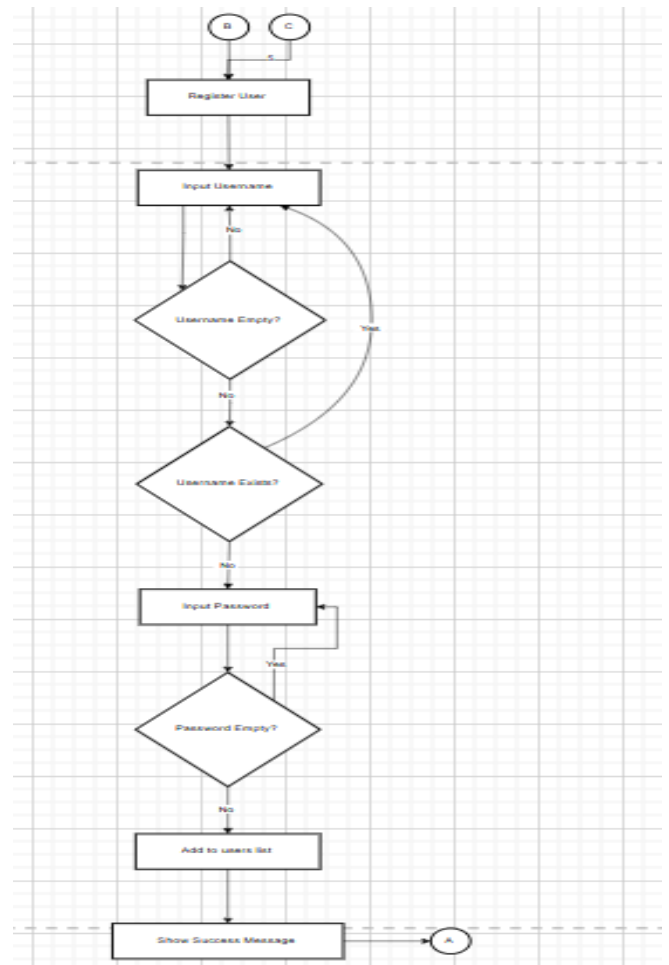 B
C
Register User
Input Username
No
Username Empty?
Yes
No
Username Exists?
No
Input Password
Yes
Password Empty?
No
Add to users list
Show Success Message
A